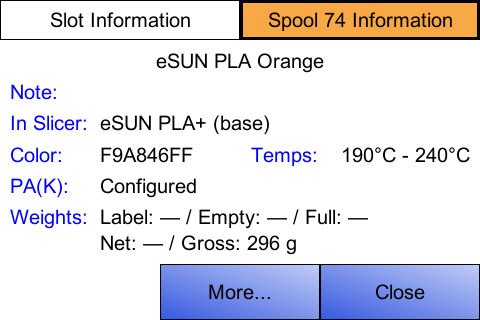 Slot Information Spool 74 Information
eSUN PLA Orange
Note:
In Slicer: eSUN PLA+ (base)
Color: F9A846FF Temps: 190°C - 240°C
PA(K): Configured
Weights: Label: — / Empty: — / Full: —
Net: — / Gross: 296 g
More... Close